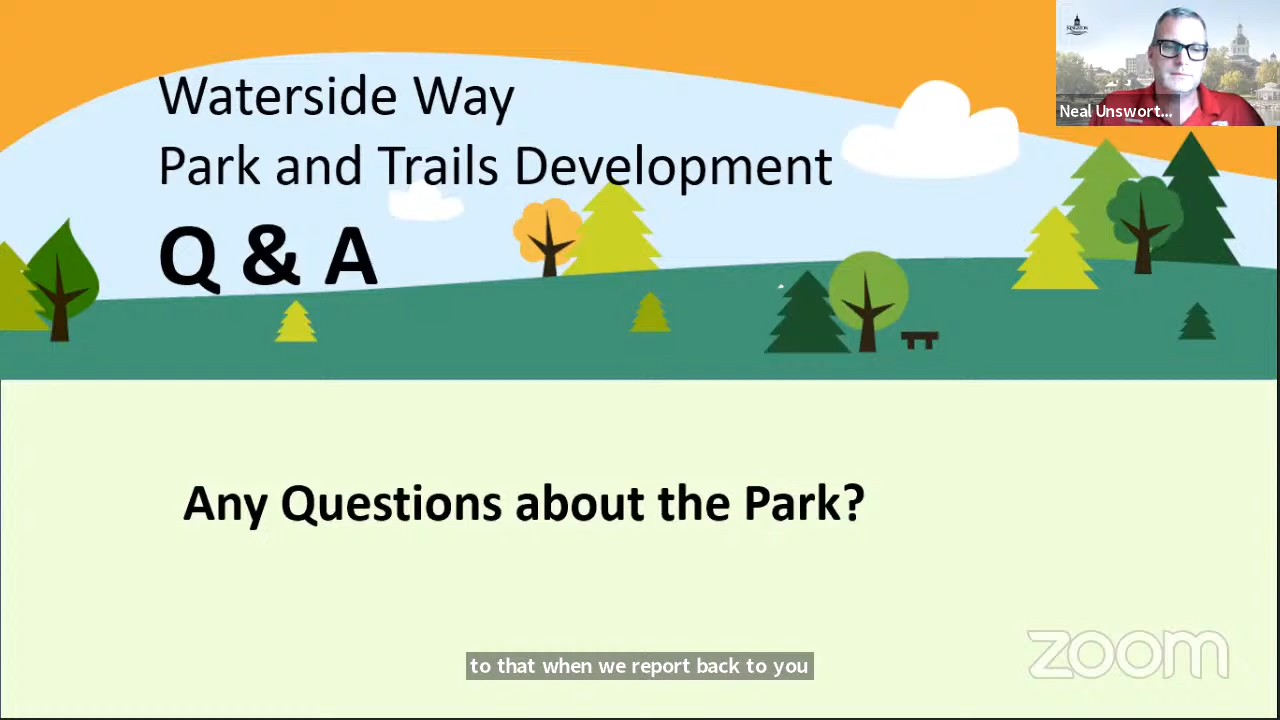 Waterside Way
Park and Trails Development
Q & A
Neal Unswort...
Any Questions about the Park?
to that when we report back to you
zoom